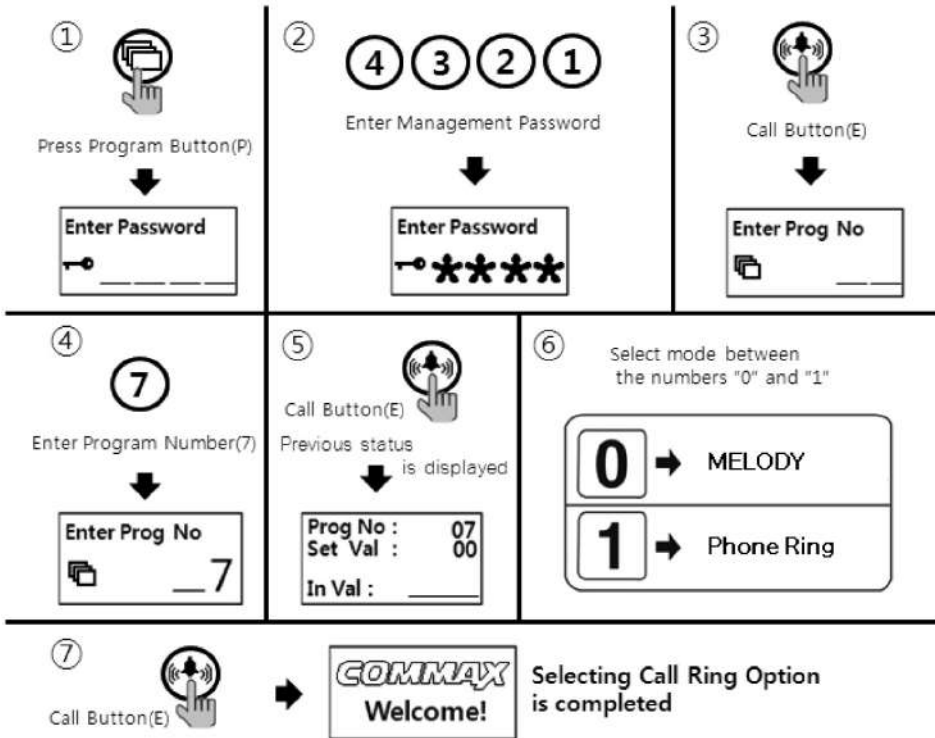 ①
Press Program Button(P)
Enter Password
②
4 3 2 1
Enter Management Password
Enter Password
③
Call Button(E)
Enter Prog No
④
7
Enter Program Number(7)
Enter Prog No
_7
⑤
Call Button(E)
Previous status
is displayed
Prog No : 07
Set Val : 00
In Val :
⑥
Select mode between
the numbers "0" and "1"
0 ➡ MELODY
1 ➡ Phone Ring
⑦
Call Button(E)
COMMAX
Welcome!
Selecting Call Ring Option
is completed